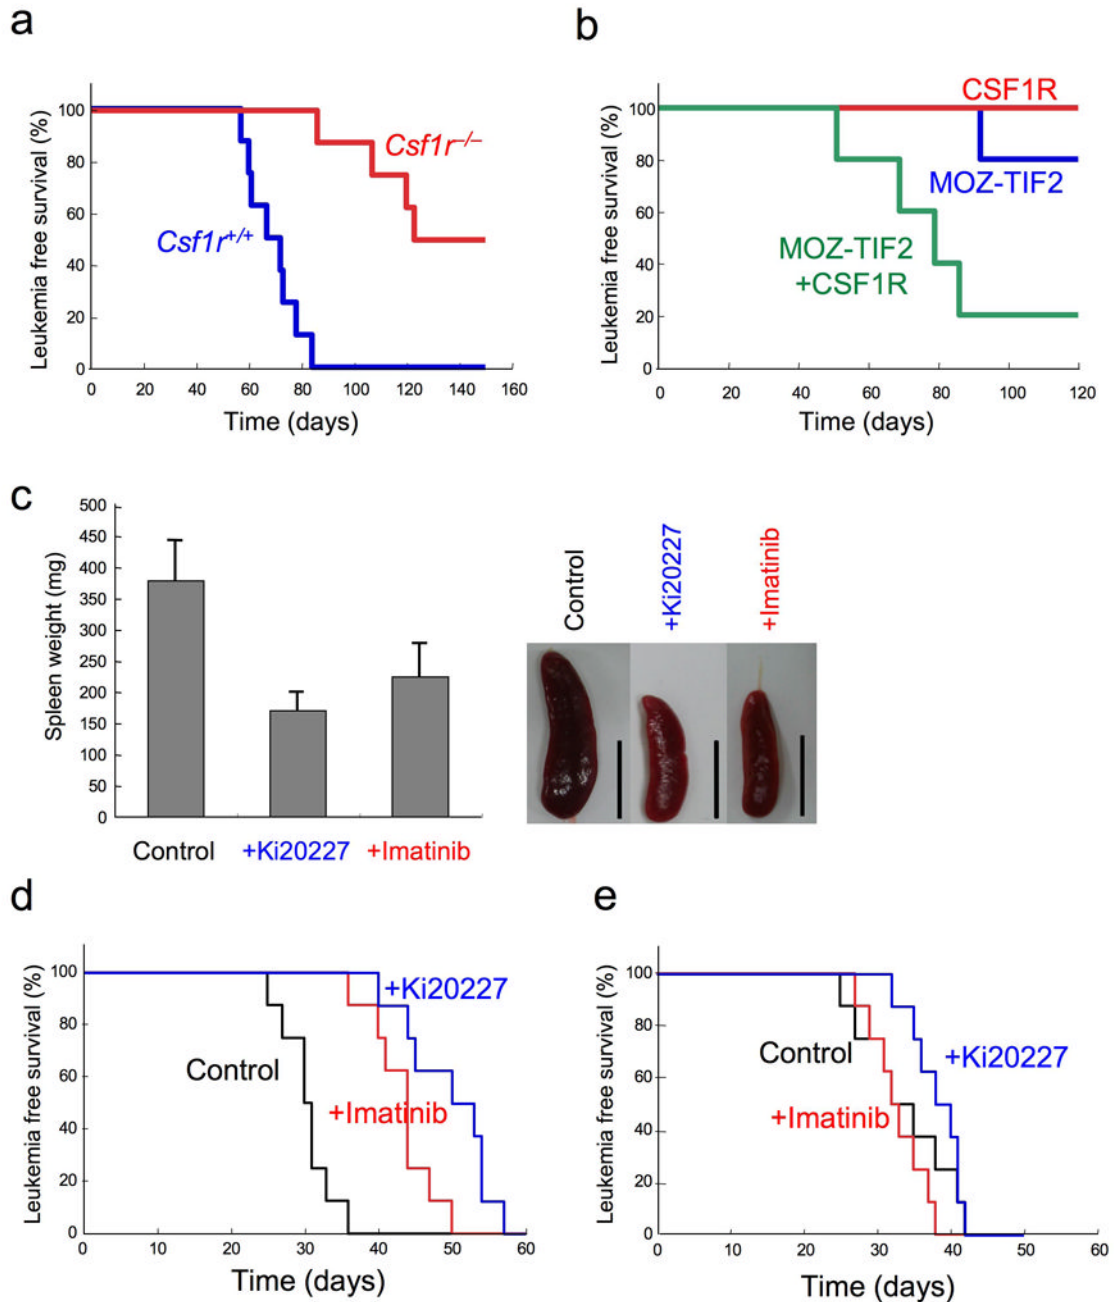 a
Leukemia free survival (%)
100
80
60
40
20
0
0 20 40 60 80 100 120 140 160
Time (days)
Csf1r–/–
Csf1r+/+
b
Leukemia free survival (%)
100
80
60
40
20
0
0 20 40 60 80 100 120
Time (days)
CSF1R
MOZ-TIF2
MOZ-TIF2
+CSF1R
c
Spleen weight (mg)
500
450
400
350
300
250
200
150
100
50
0
Control +Ki20227 +Imatinib
Control
+Ki20227
+Imatinib
d
Leukemia free survival (%)
100
80
60
40
20
0
0 10 20 30 40 50 60
Time (days)
+Ki20227
Control
+Imatinib
e
Leukemia free survival (%)
100
80
60
40
20
0
0 10 20 30 40 50 60
Time (days)
Control
+Ki20227
+Imatinib